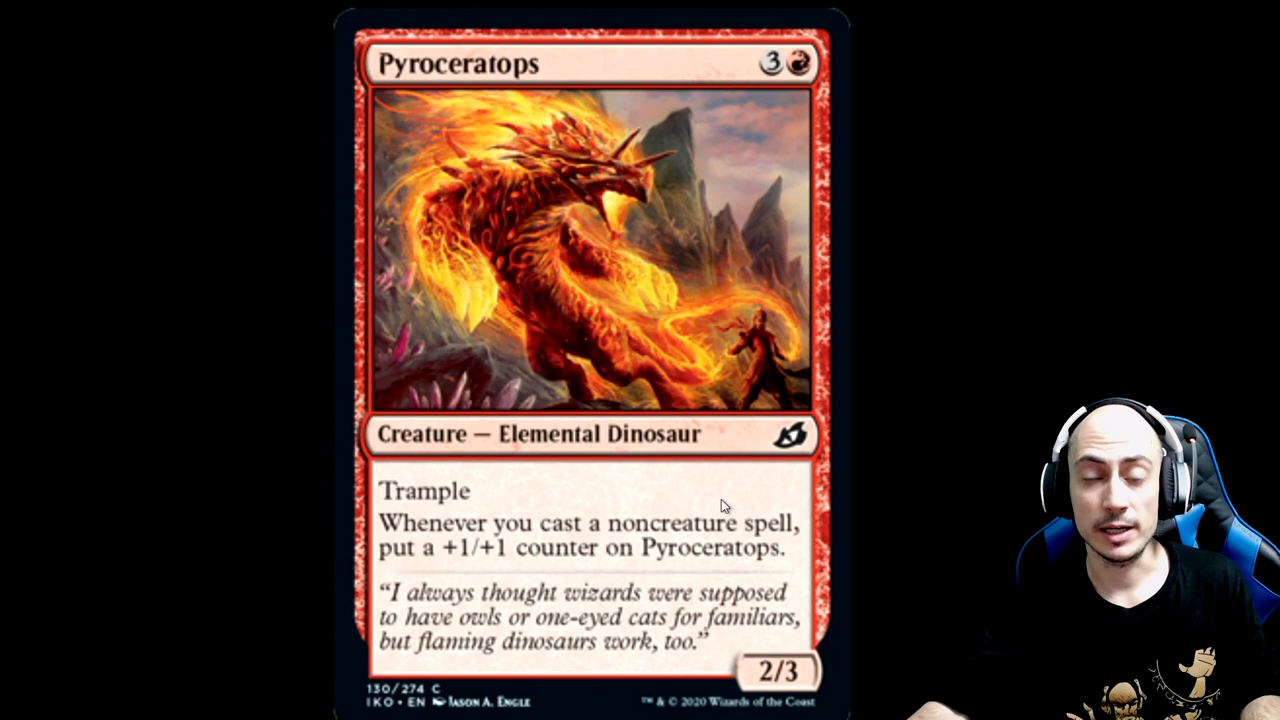 Pyroceratops 3
Creature — Elemental Dinosaur
Trample
Whenever you cast a noncreature spell,
put a +1/+1 counter on Pyroceratops.
“I always thought wizards were supposed
to have owls or one-eyed cats for familiars,
but flaming dinosaurs work, too.”
2/3
130/274 C
IKO • EN Jason A. Engle
™ & © 2020 Wizards of the Coast